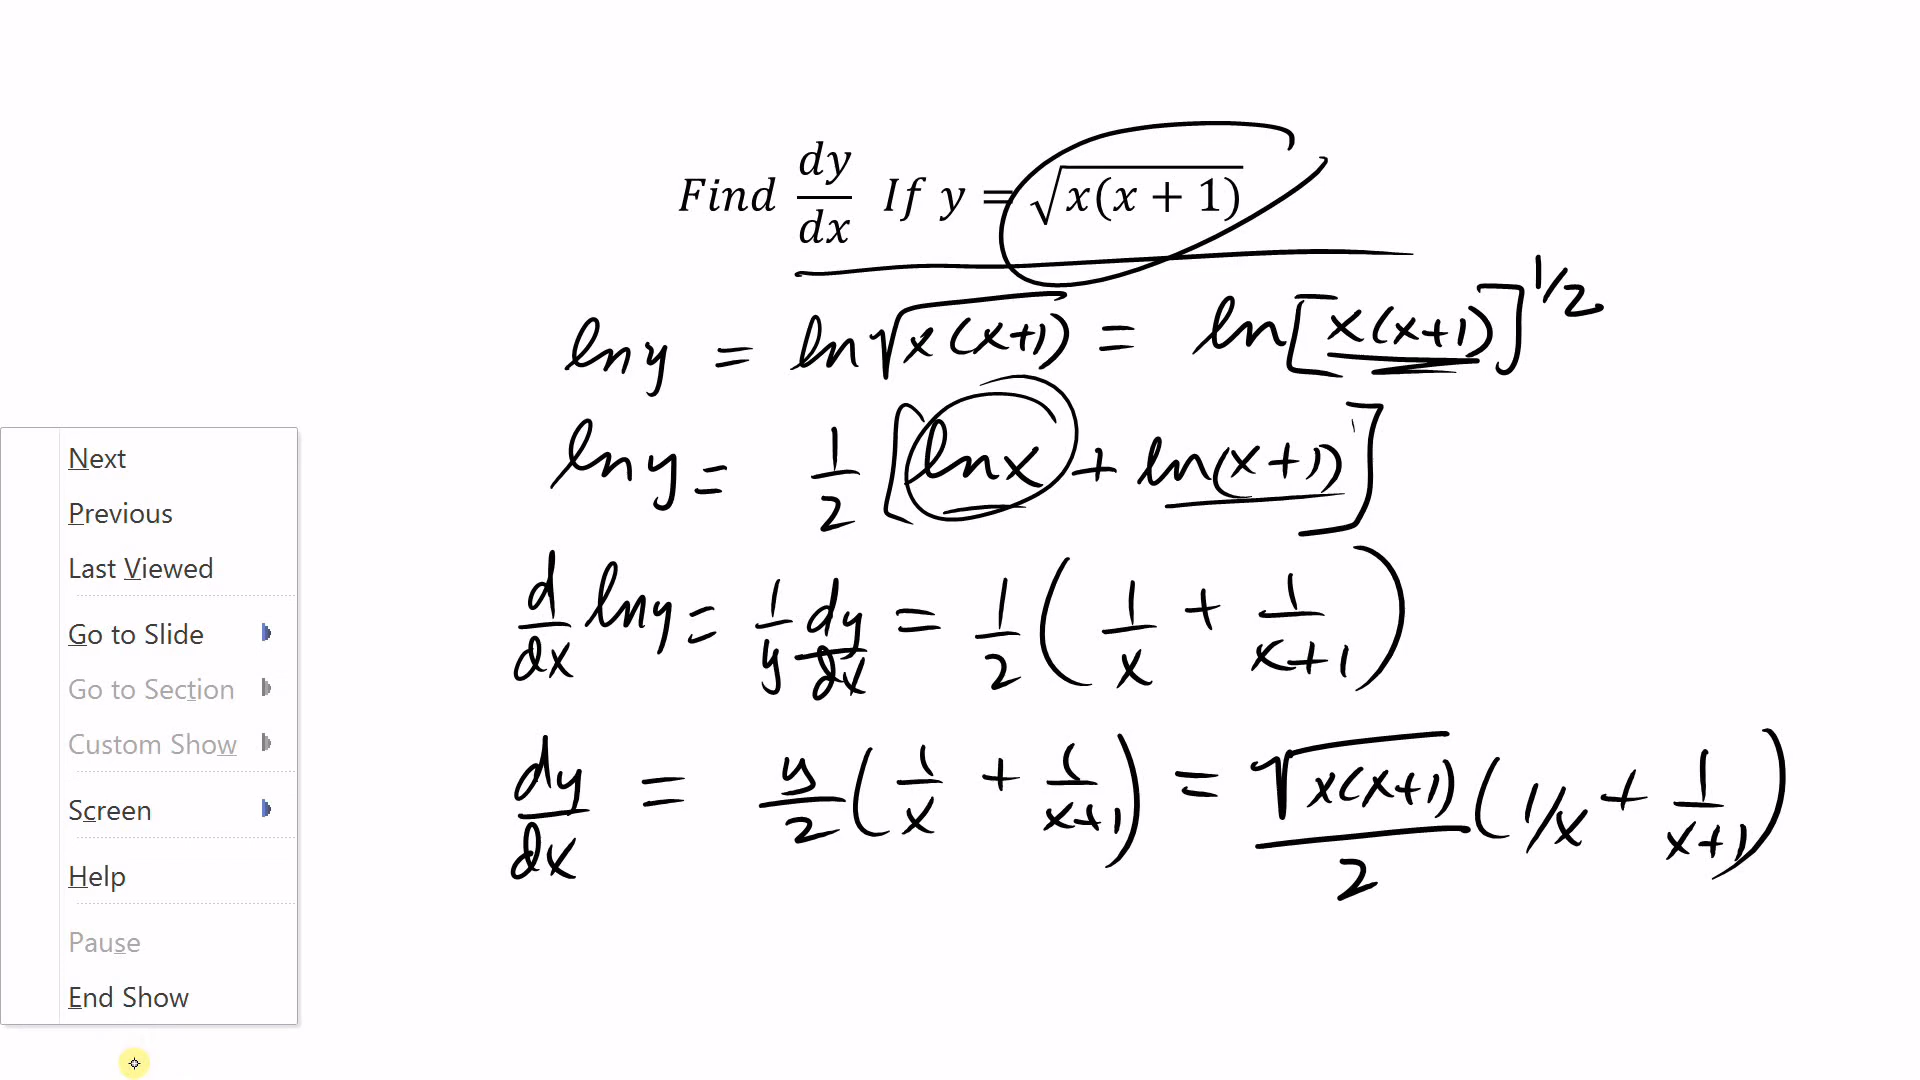 Find dy/dx If y = √x(x + 1)
ln y = ln √x(x+1) = ln [x(x+1)]^1/2
ln y = 1/2 [ln x + ln(x+1)]
d/dx ln y = 1/y dy/dx = 1/2 (1/x + 1/x+1)
dy/dx = y/2 (1/x + 1/x+1) = √x(x+1)/2 (1/x + 1/x+1)
Next
Previous
Last Viewed
Go to Slide
Go to Section
Custom Show
Screen
Help
Pause
End Show